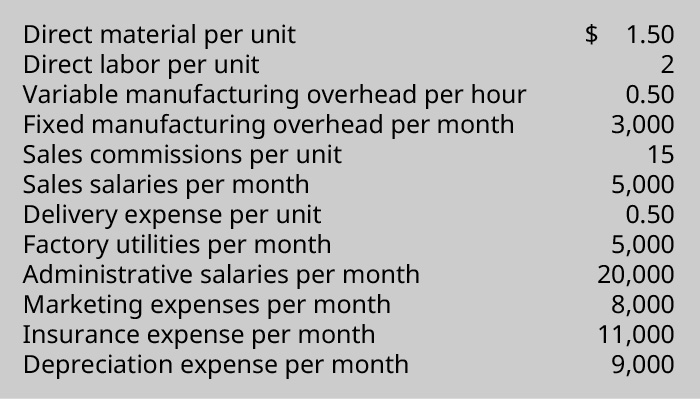 Direct material per unit $ 1.50
Direct labor per unit 2
Variable manufacturing overhead per hour 0.50
Fixed manufacturing overhead per month 3,000
Sales commissions per unit 15
Sales salaries per month 5,000
Delivery expense per unit 0.50
Factory utilities per month 5,000
Administrative salaries per month 20,000
Marketing expenses per month 8,000
Insurance expense per month 11,000
Depreciation expense per month 9,000